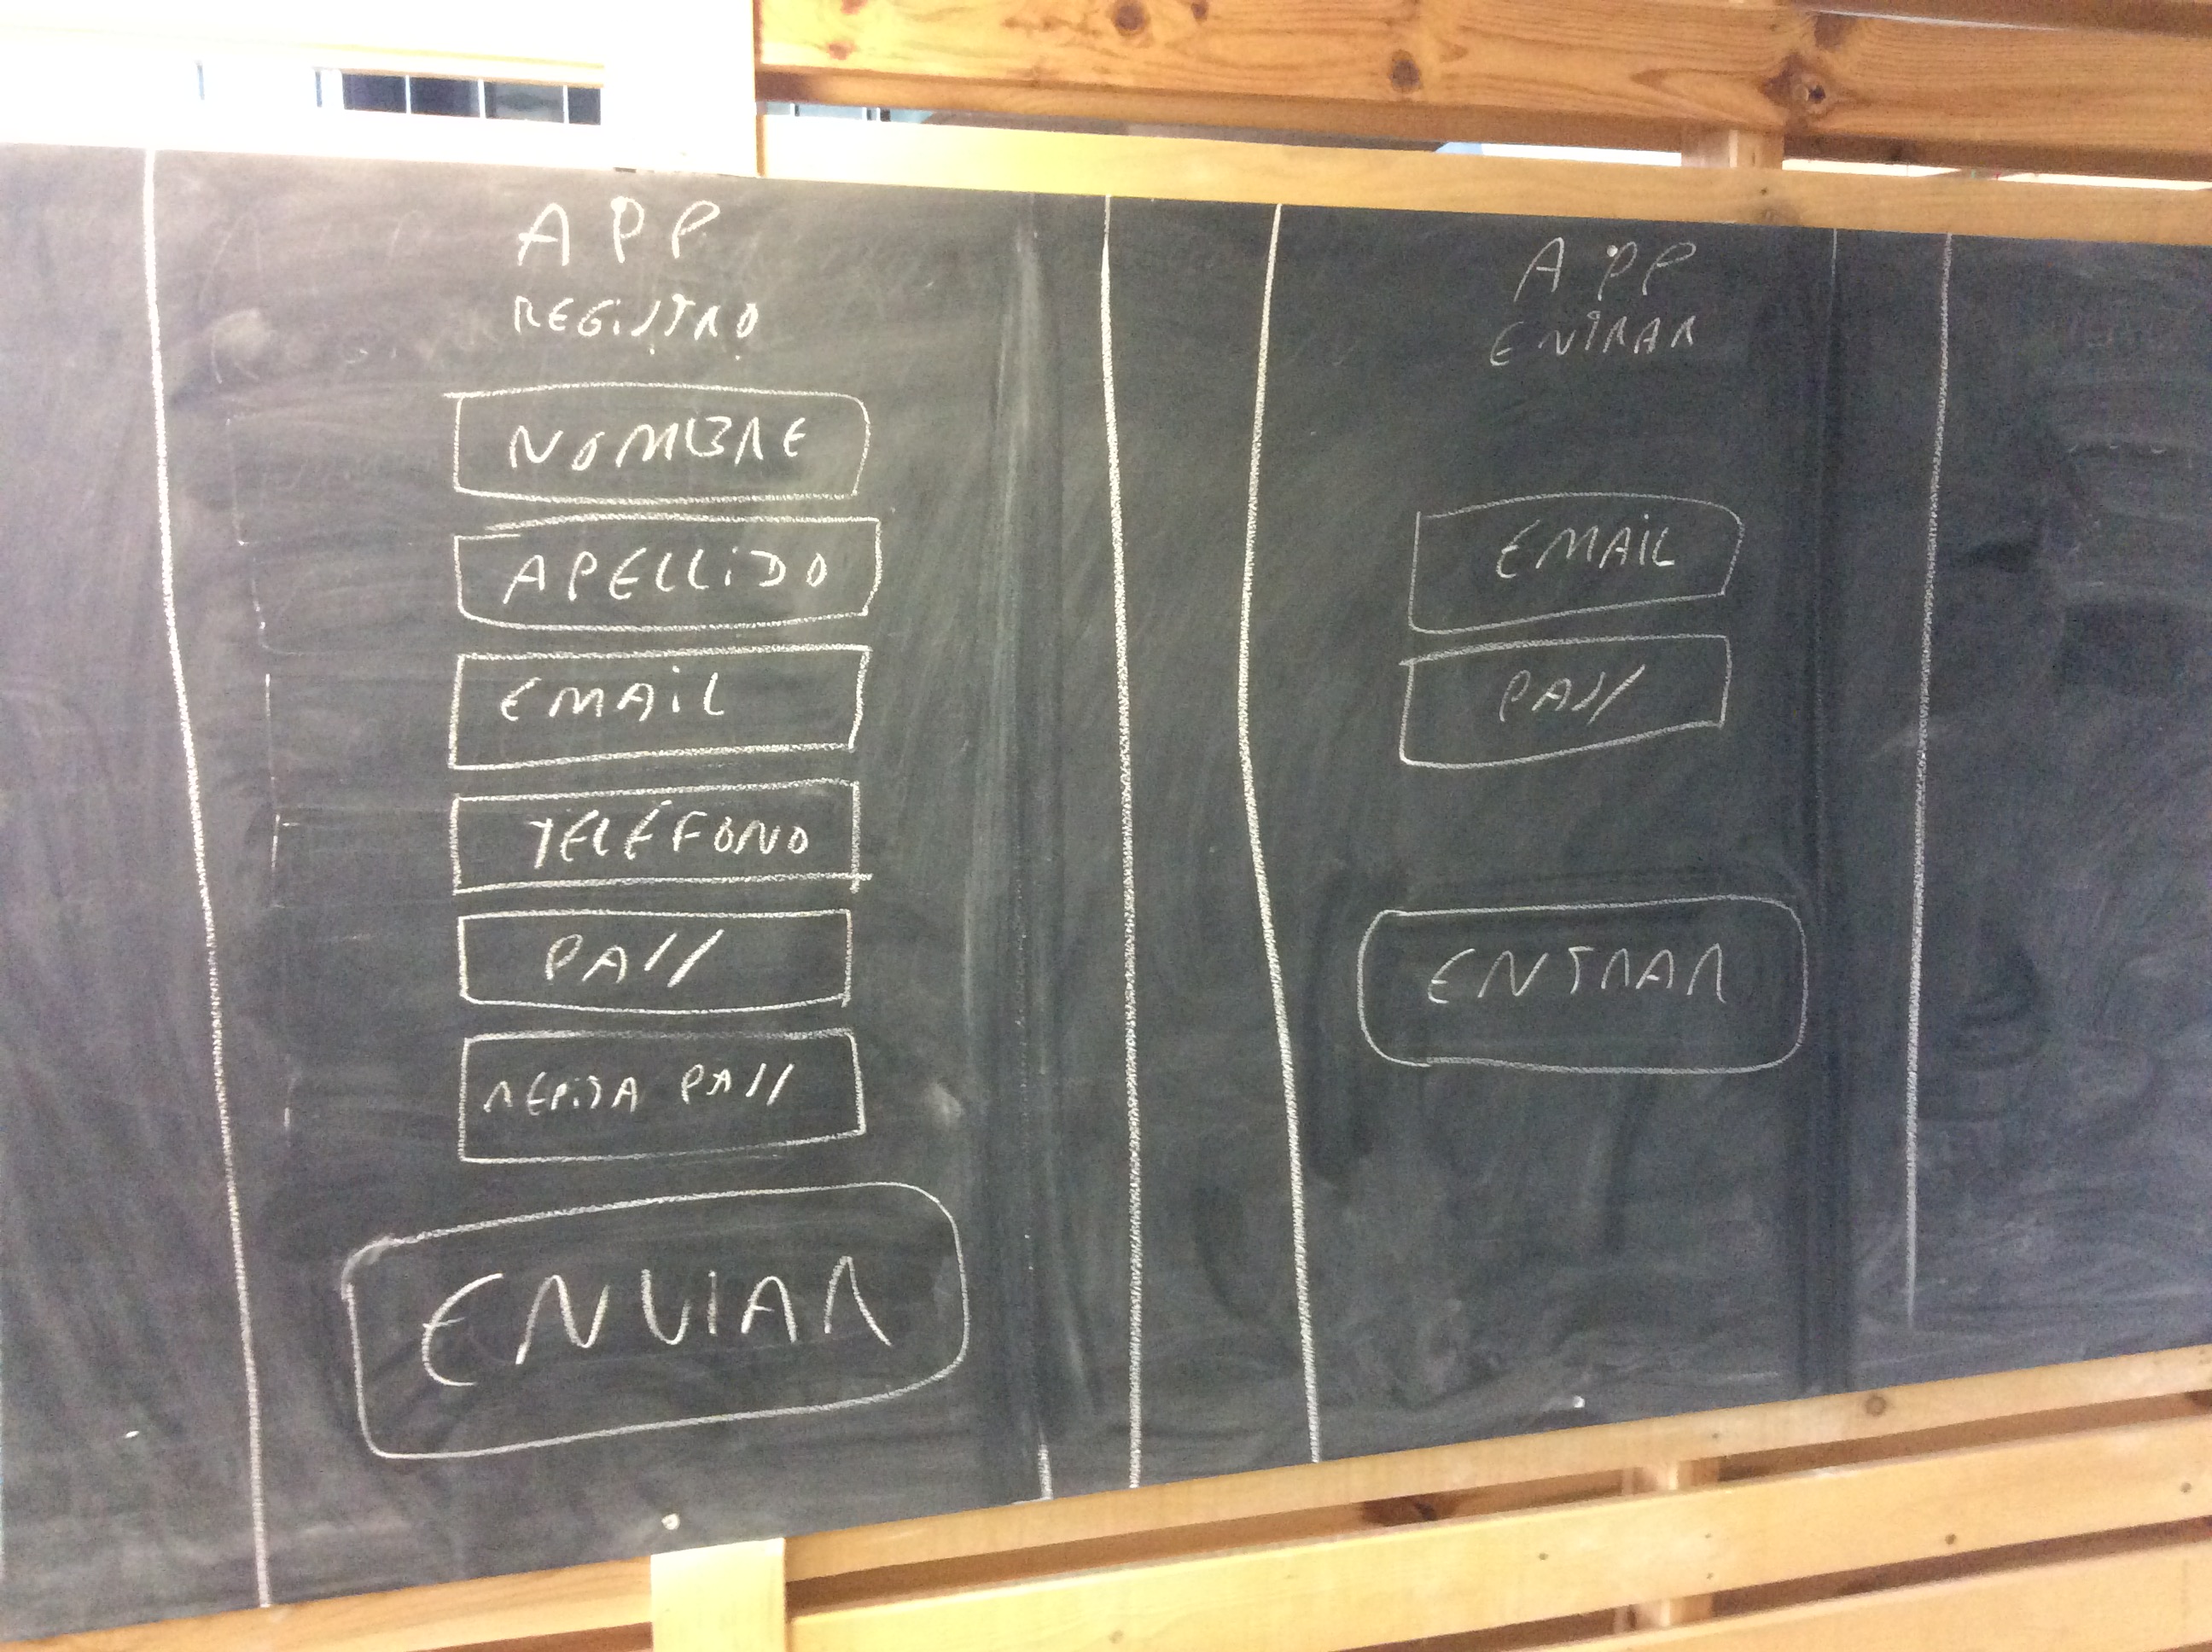 APP
REGISTRO
NOMBRE
APELLIDO
EMAIL
TELÉFONO
PASS
REPITA PASS
ENVIAR
APP
ENTRAR
EMAIL
PASS
ENTRAR